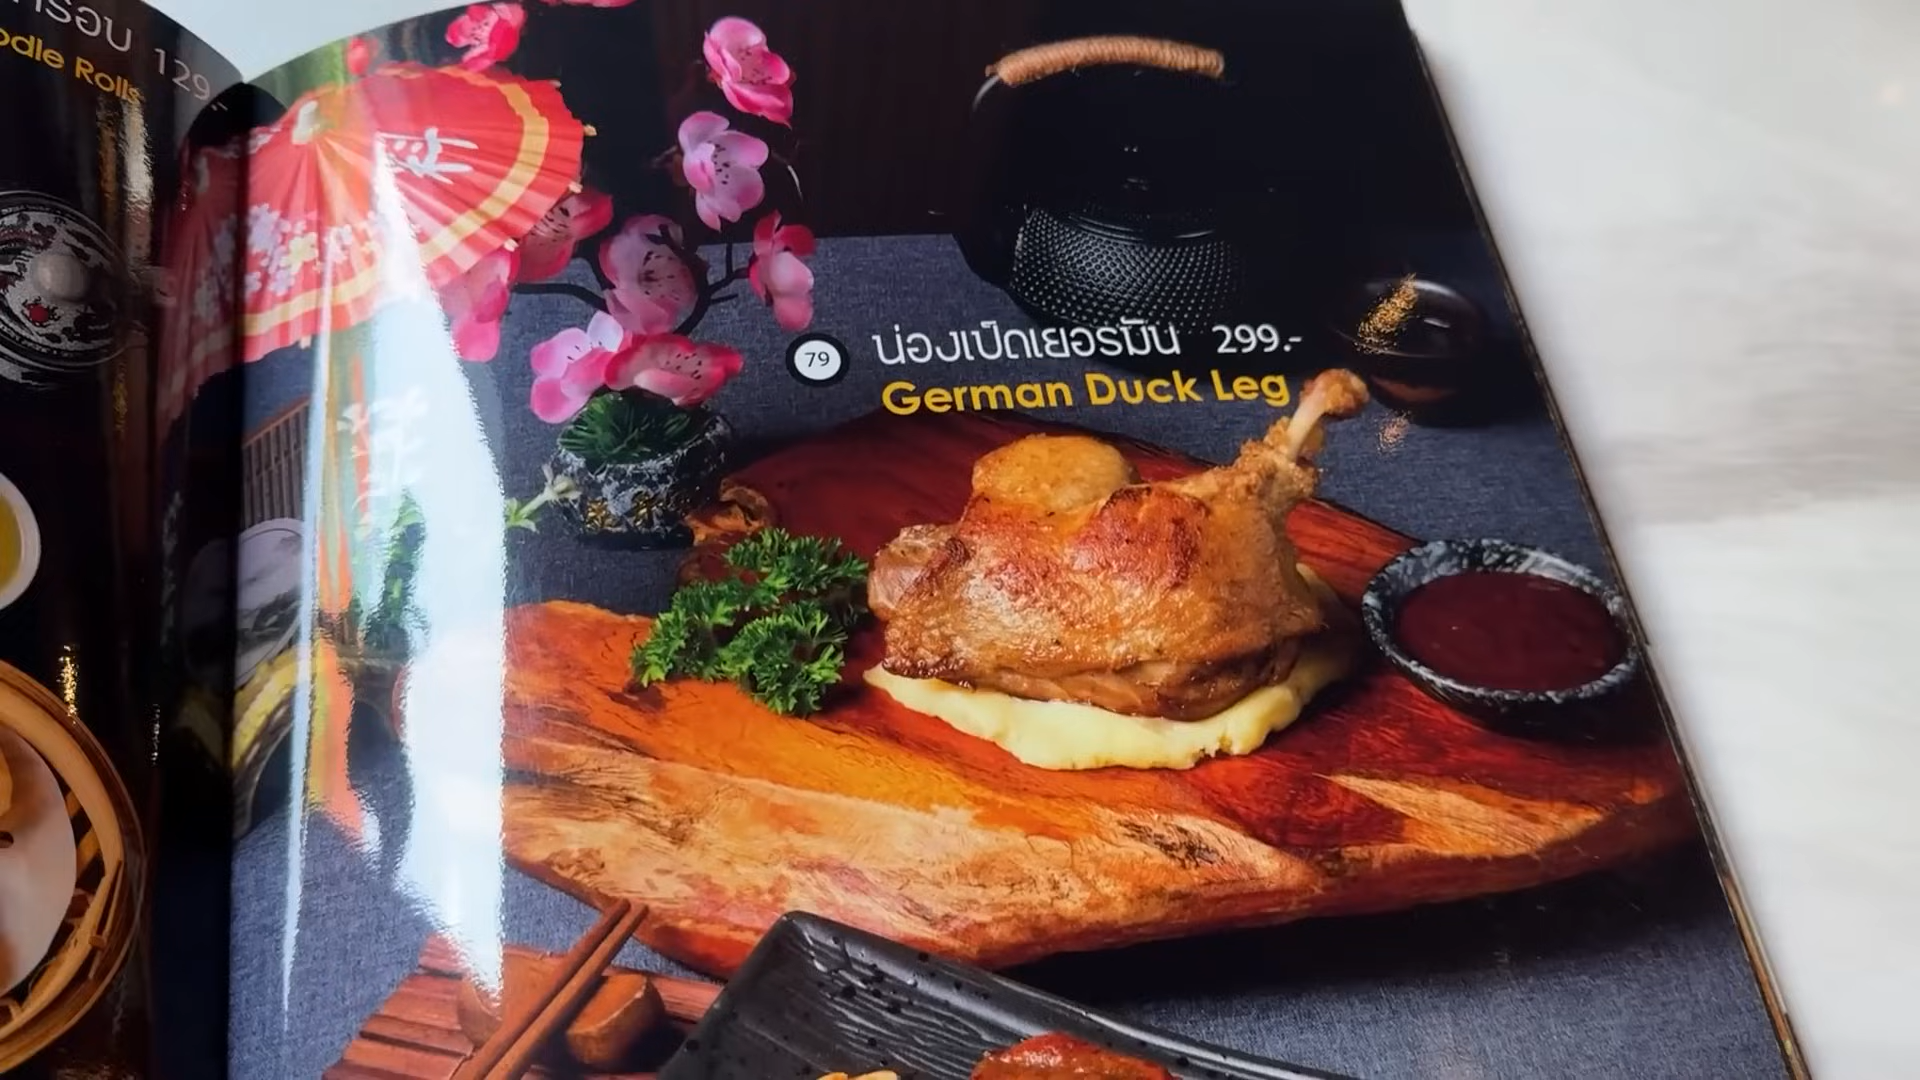 129.-
odle Rolls
79
น่องเป็ดเยอรมัน 299.-
German Duck Leg